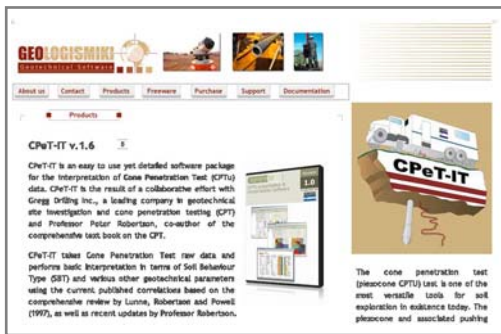 GEOLOGISMIKI
Geotechnical Software
About us
Contact
Products
Freeware
Purchase
Support
Documentation
Products
CPeT-IT v.1.6
CPeT-IT is an easy to use yet detailed software package
for the interpretation of Cone Penetration Test (CPTu)
data. CPeT-IT is the result of a collaborative effort with
Gregg Drilling Inc., a leading company in geotechnical
site investigation and cone penetration testing (CPT)
and Professor Peter Robertson, co-author of the
comprehensive text book on the CPT.
CPeT-IT takes Cone Penetration Test raw data and
performs basic interpretation in terms of Soil Behaviour
Type (SBT) and various other geotechnical parameters
using the current published correlations based on the
comprehensive review by Lunne, Robertson and Powell
(1997), as well as recent updates by Professor Robertson.
1.0
CPeT-IT
The cone penetration test
(piezocone CPTU) test is one of the
most versatile tools for soil
exploration in existence today. The
piezocone and associated pushing